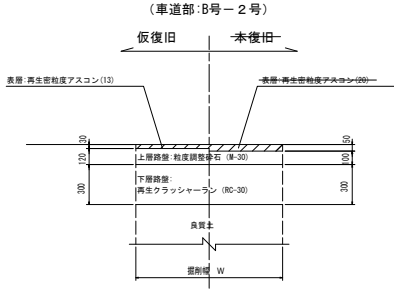 (車道部:B号－2号)
仮復旧
本復旧
表層:再生密粒度アスコン(13)
表層:再生密粒度アスコン(20)
30
50
上層路盤:粒度調整砕石(M-30)
120
100
下層路盤:
再生クラッシャーラン(RC-30)
300
300
良質土
掘削幅 W